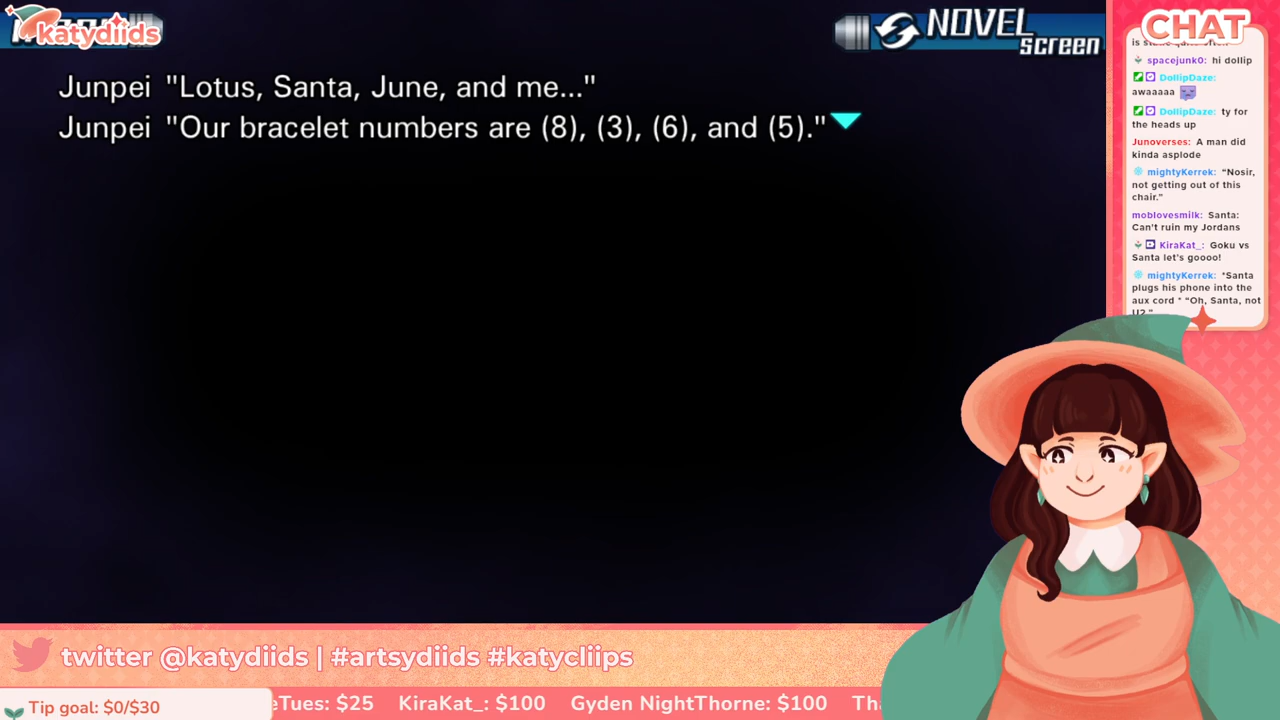 katydiids
NOVEL
screen
CHAT
Junpei "Lotus, Santa, June, and me..."
Junpei "Our bracelet numbers are (8), (3), (6), and (5)."
spacejunk0: hi dollip
DollipDaze:
awaaaaa
DollipDaze: ty for
the heads up
Junoverses: A man did
kinda asplode
mightyKerrek: “Nosir,
not getting out of this
chair.”
moblovesmilk: Santa:
Can't ruin my Jordans
KiraKat_: Goku vs
Santa let's goooo!
mightyKerrek: *Santa
plugs his phone into the
aux cord * “Oh, Santa, not
U2.”
twitter @katydiids | #artsydiids #katycliips
Tip goal: $0/$30
eTues: $25 KiraKat_: $100 Gyden NightThorne: $100 Tha